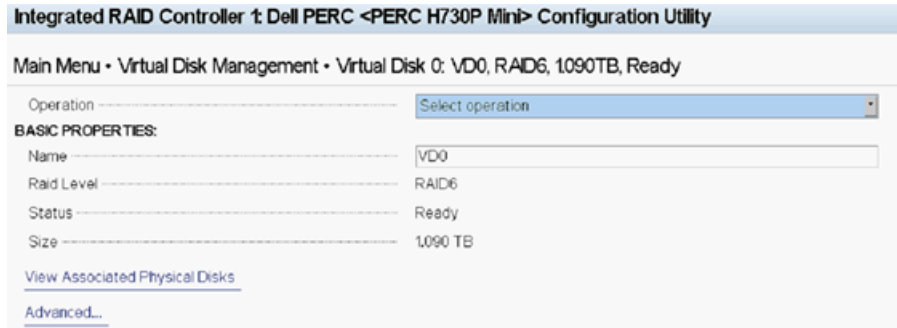 Integrated RAID Controller 1: Dell PERC <PERC H730P Mini> Configuration Utility
Main Menu • Virtual Disk Management • Virtual Disk 0: VD0, RAID6, 1.090TB, Ready
Operation Select operation
BASIC PROPERTIES:
Name VD0
Raid Level RAID6
Status Ready
Size 1.090 TB
View Associated Physical Disks
Advanced...